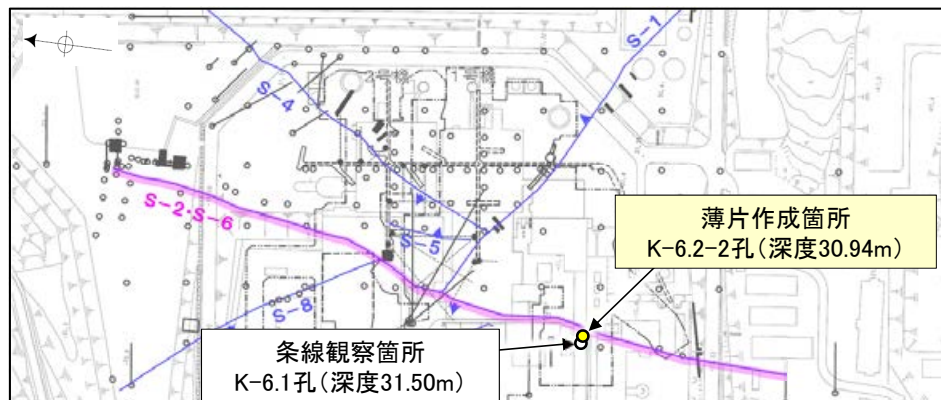 S-1
2号機
1号機
S-4
S-2・S-6
S-5
S-8
薄片作成箇所
K-6.2-2孔(深度30.94m)
条線観察箇所
K-6.1孔(深度31.50m)